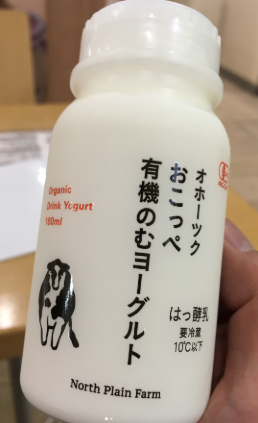 オホーツク
おこっぺ
有機のむヨーグルト
はっ酵乳
要冷蔵
10℃以下
Organic
Drink Yogurt
180ml
North Plain Farm